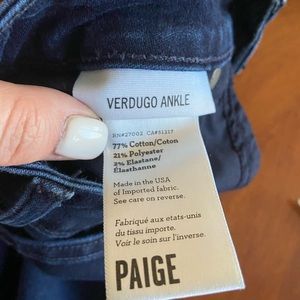 VERDUGO ANKLE
RN#27002 CA#51317
77% Cotton/Coton
21% Polyester
2% Elastane/
Élasthanne
Made in the USA
of Imported fabric.
See care on reverse.
Fabriqué aux etats-unis
du tissu importe.
Voir le soin sur l'inverse.
PAIGE